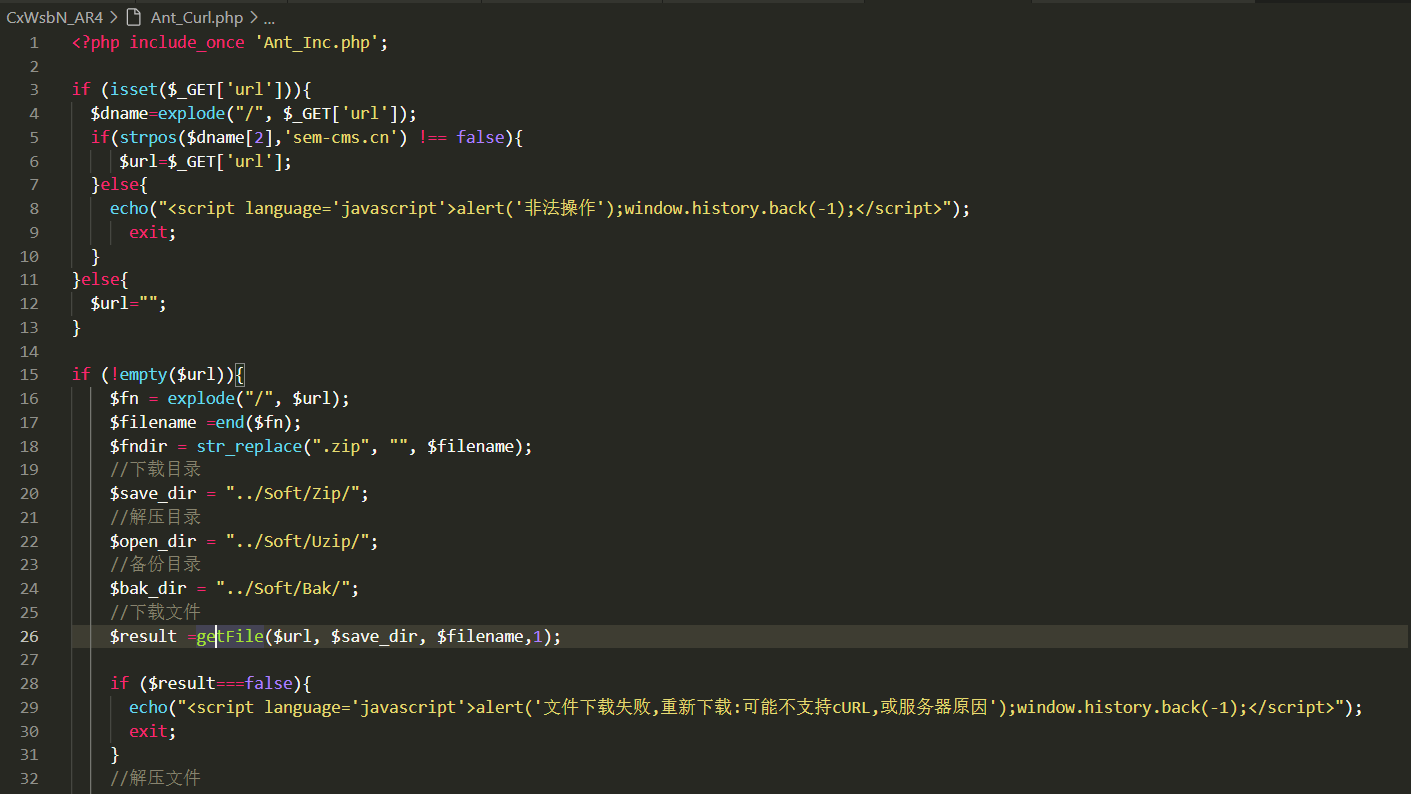 CxWsbN_AR4 > Ant_Curl.php > ...
1 <?php include_once 'Ant_Inc.php';
2
3 if (isset($_GET['url'])){
4 $dname=explode("/", $_GET['url']);
5 if(strpos($dname[2],'sem-cms.cn') !== false){
6 $url=$_GET['url'];
7 }else{
8 echo("<script language='javascript'>alert('非法操作');window.history.back(-1);</script>");
9 exit;
10 }
11 }else{
12 $url="";
13 }
14
15 if (!empty($url)){
16 $fn = explode("/", $url);
17 $filename =end($fn);
18 $fndir = str_replace(".zip", "", $filename);
19 //下载目录
20 $save_dir = "../Soft/Zip/";
21 //解压目录
22 $open_dir = "../Soft/Uzip/";
23 //备份目录
24 $bak_dir = "../Soft/Bak/";
25 //下载文件
26 $result =getFile($url, $save_dir, $filename,1);
27
28 if ($result===false){
29 echo("<script language='javascript'>alert('文件下载失败,重新下载:可能不支持cURL,或服务器原因');window.history.back(-1);</script>");
30 exit;
31 }
32 //解压文件